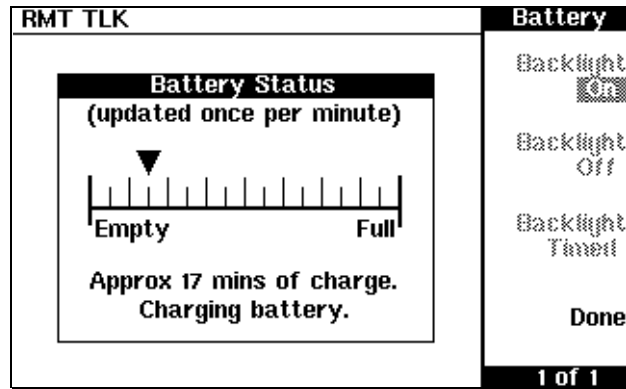 RMT TLK
Battery Status
(updated once per minute)
Empty Full
Approx 17 mins of charge.
Charging battery.
Battery
Backlight
On
Backlight
Off
Backlight
Timed
Done
1 of 1